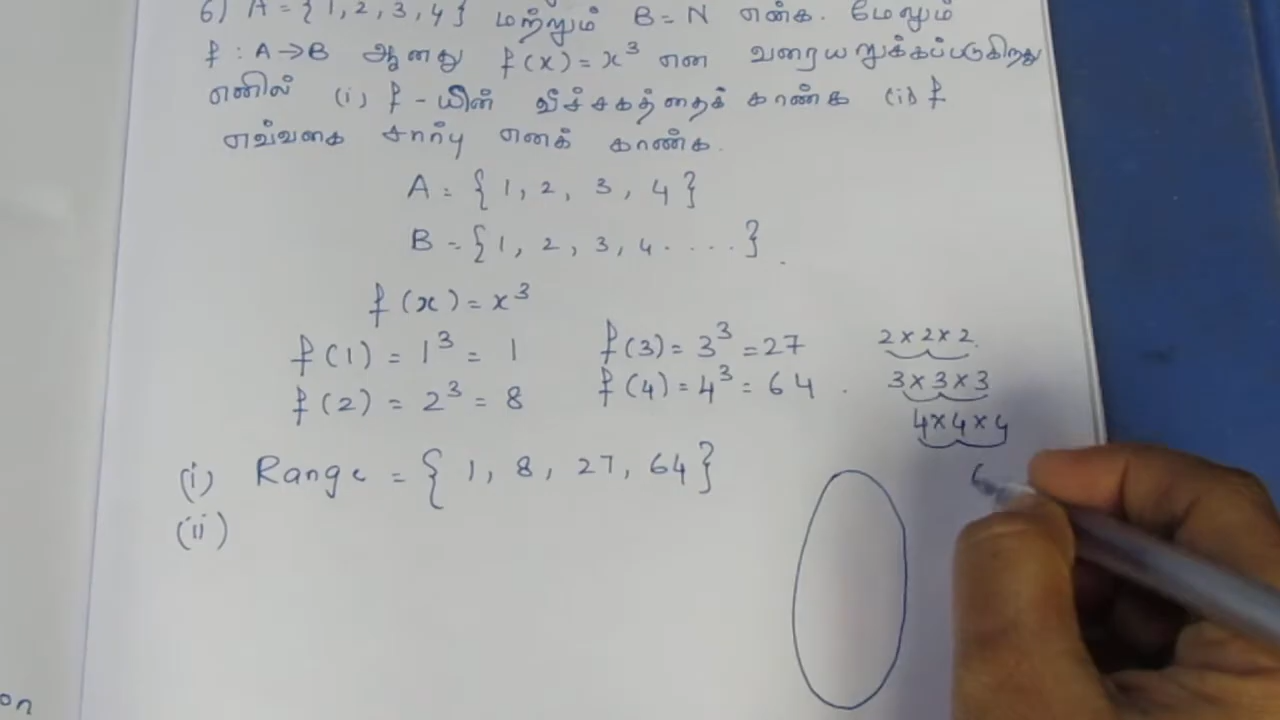 6) A = { 1, 2, 3, 4 } மற்றும் B = N என்க. மேலும்
f : A → B ஆனது f(x) = x³ என வரையறுக்கப்படுகிறது
எனில் (i) f - யின் வீச்சகத்தைக் காண்க (ii) f
எவ்வகை சார்பு எனக் காண்க.
A = { 1, 2, 3, 4 }
B = { 1, 2, 3, 4 . . . . }
f (x) = x³
f(1) = 1³ = 1 f(3) = 3³ = 27 2 × 2 × 2
f(2) = 2³ = 8 f(4) = 4³ = 64 . 3 × 3 × 3
4 × 4 × 4
(i) Range = { 1, 8, 27, 64 }
(ii)
on